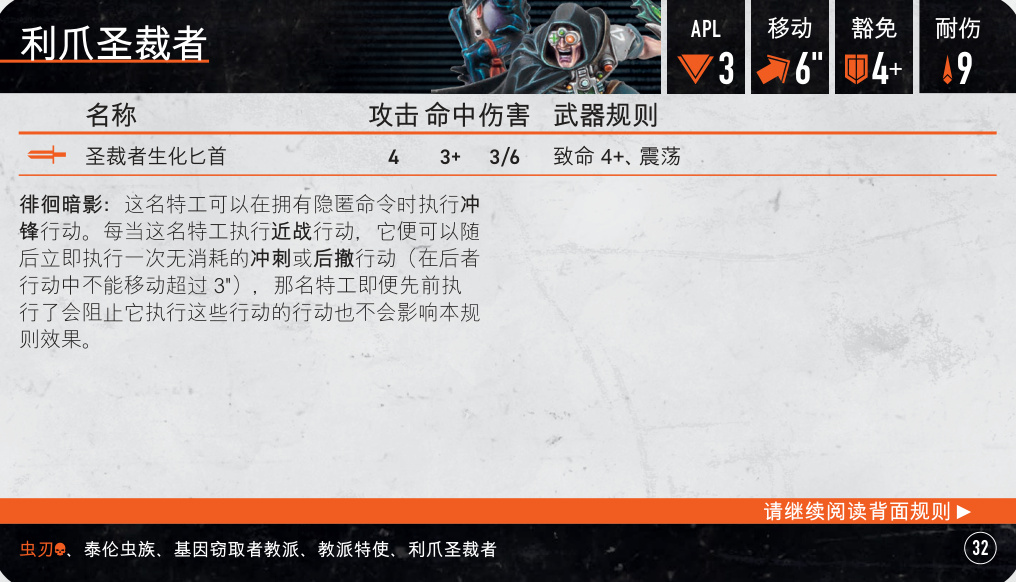 利爪圣裁者
APL 移动 豁免 耐伤
3 6" 4+ 9
名称 攻击 命中 伤害 武器规则
圣裁者生化匕首 4 3+ 3/6 致命 4+、震荡
徘徊暗影：这名特工可以在拥有隐匿命令时执行冲
锋行动。每当这名特工执行近战行动，它便可以随
后立即执行一次无消耗的冲刺或后撤行动（在后者
行动中不能移动超过 3"），那名特工即便先前执
行了会阻止它执行这些行动的行动也不会影响本规
则效果。
请继续阅读背面规则
虫刃、泰伦虫族、基因窃取者教派、教派特使、利爪圣裁者
32